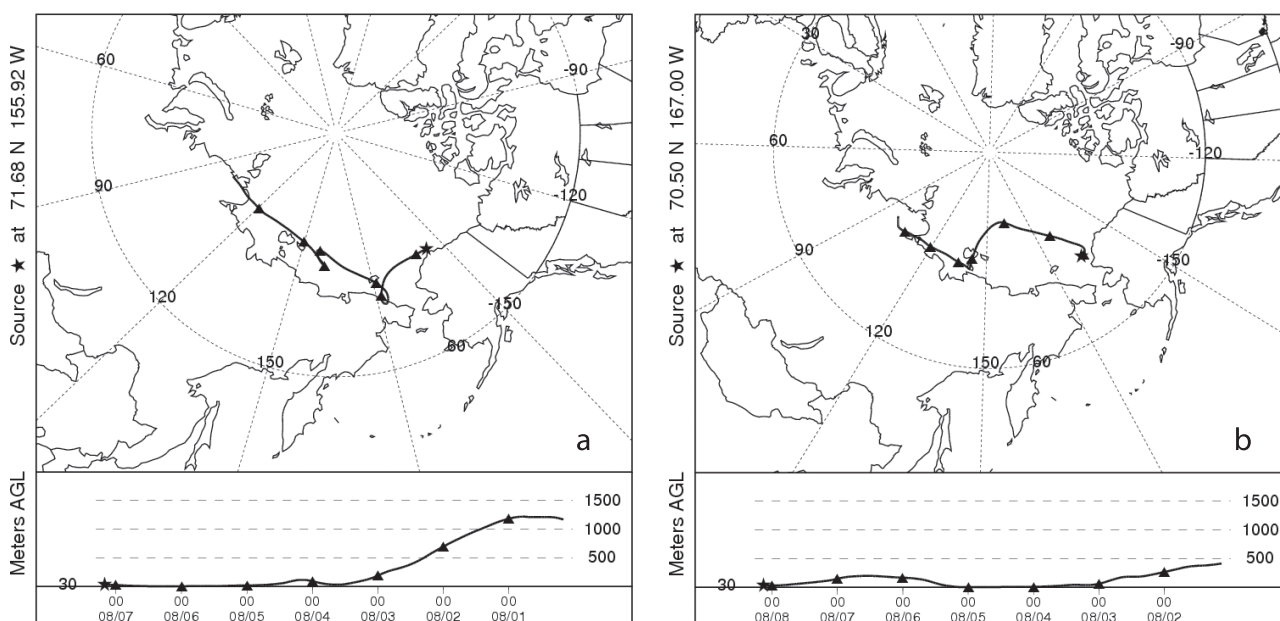 Source ★ at 71.68 N 155.92 W
60
90
120
150
60
-150
-120
-90
a
Meters AGL
1500
1000
500
30
00 00 00 00 00 00 00
08/07 08/06 08/05 08/04 08/03 08/02 08/01
Source ★ at 70.50 N 167.00 W
30
60
90
120
150
60
-150
-120
-90
b
Meters AGL
1500
1000
500
30
00 00 00 00 00 00 00
08/08 08/07 08/06 08/05 08/04 08/03 08/02